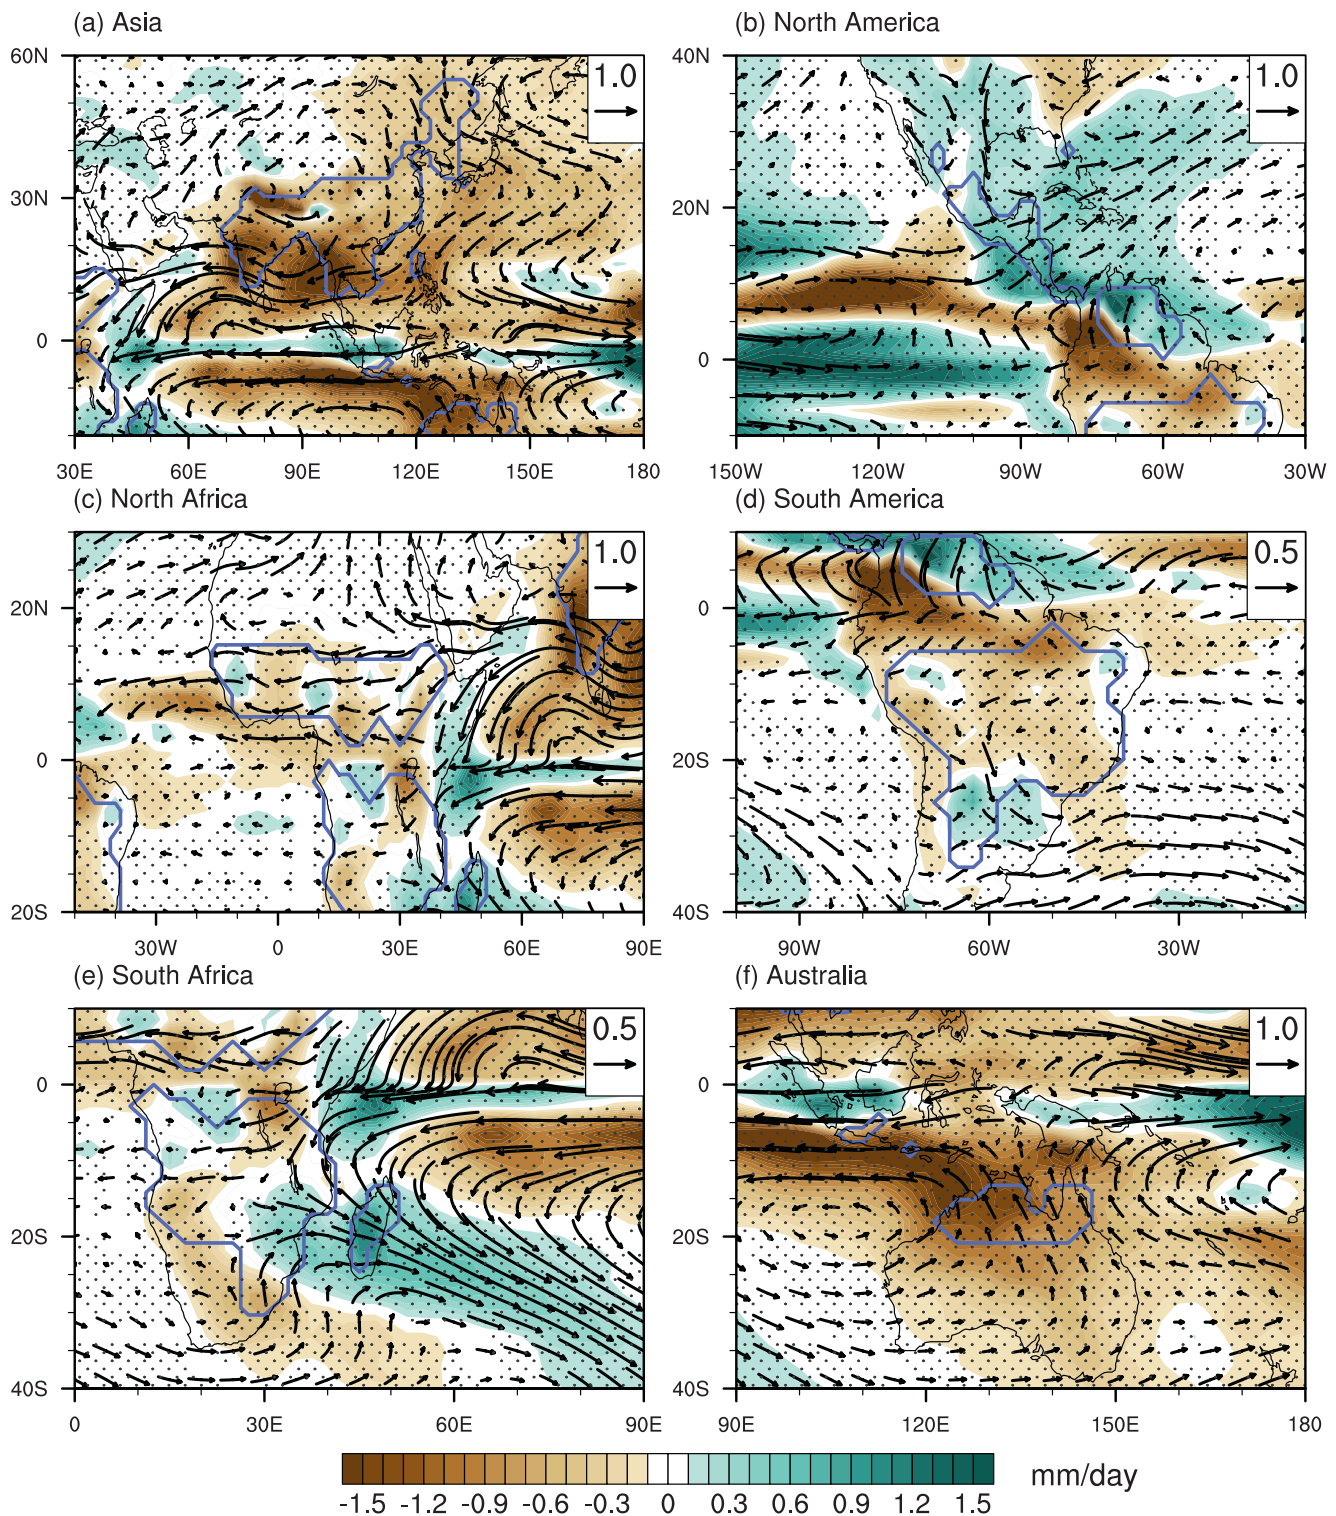 (a) Asia
(b) North America
60N
30N
0
30E 60E 90E 120E 150E 180
1.0
40N
20N
0
150W 120W 90W 60W 30W
1.0
(c) North Africa
(d) South America
20N
0
20S
30W 0 30E 60E 90E
1.0
0
20S
40S
90W 60W 30W
0.5
(e) South Africa
(f) Australia
0
20S
40S
0 30E 60E 90E
0.5
0
20S
40S
90E 120E 150E 180
1.0
-1.5 -1.2 -0.9 -0.6 -0.3 0 0.3 0.6 0.9 1.2 1.5
mm/day